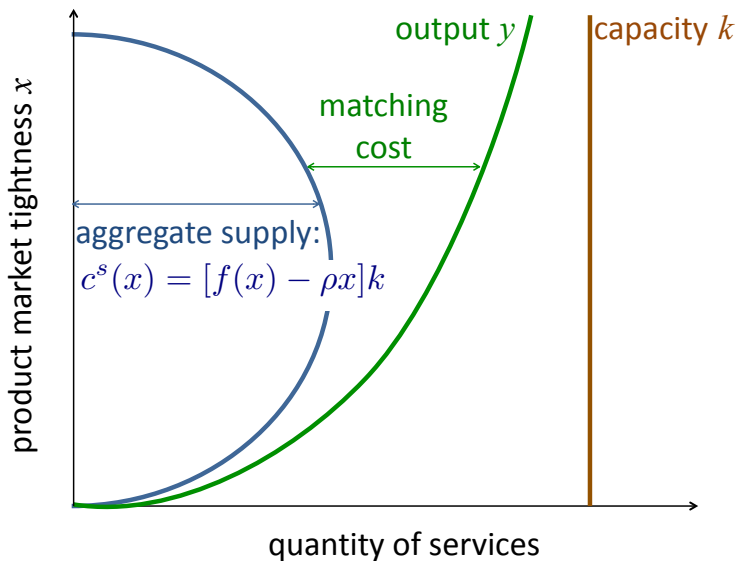 output y
capacity k
matching
cost
aggregate supply:
c^s(x) = [f(x) − ρx]k
product market tightness x
quantity of services